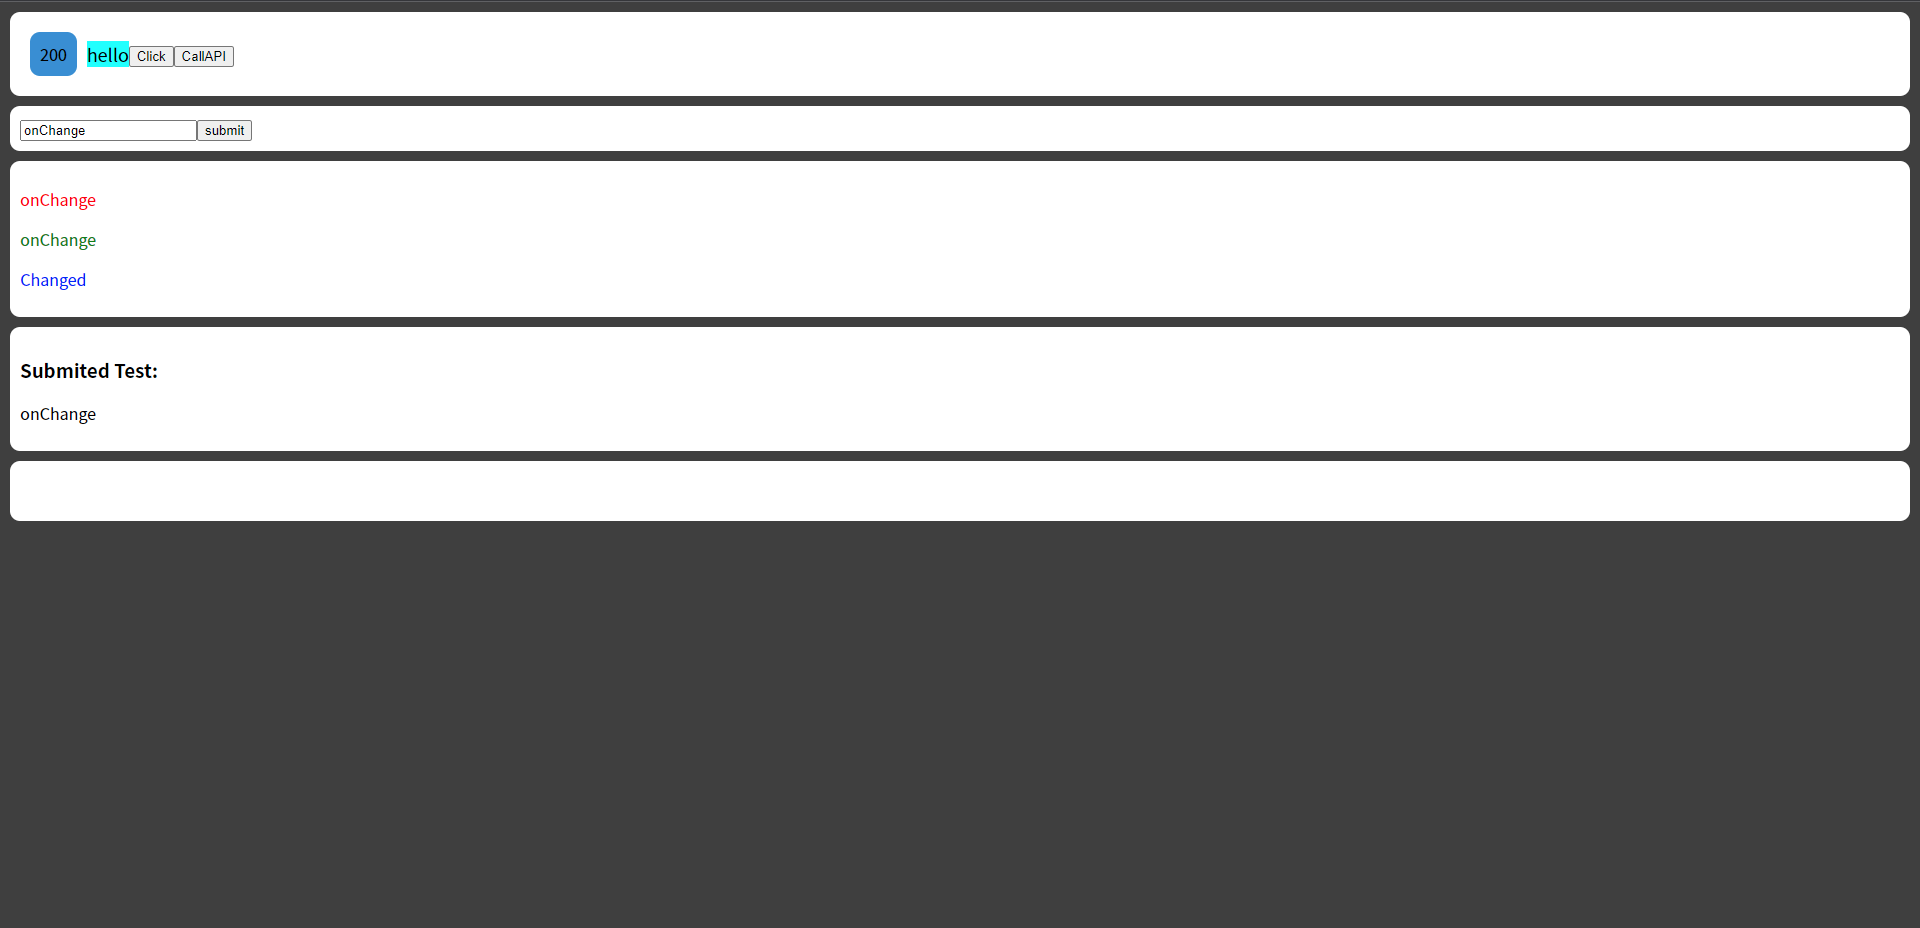 200 hello Click CallAPI
onChange submit
onChange
onChange
Changed
Submited Test:
onChange